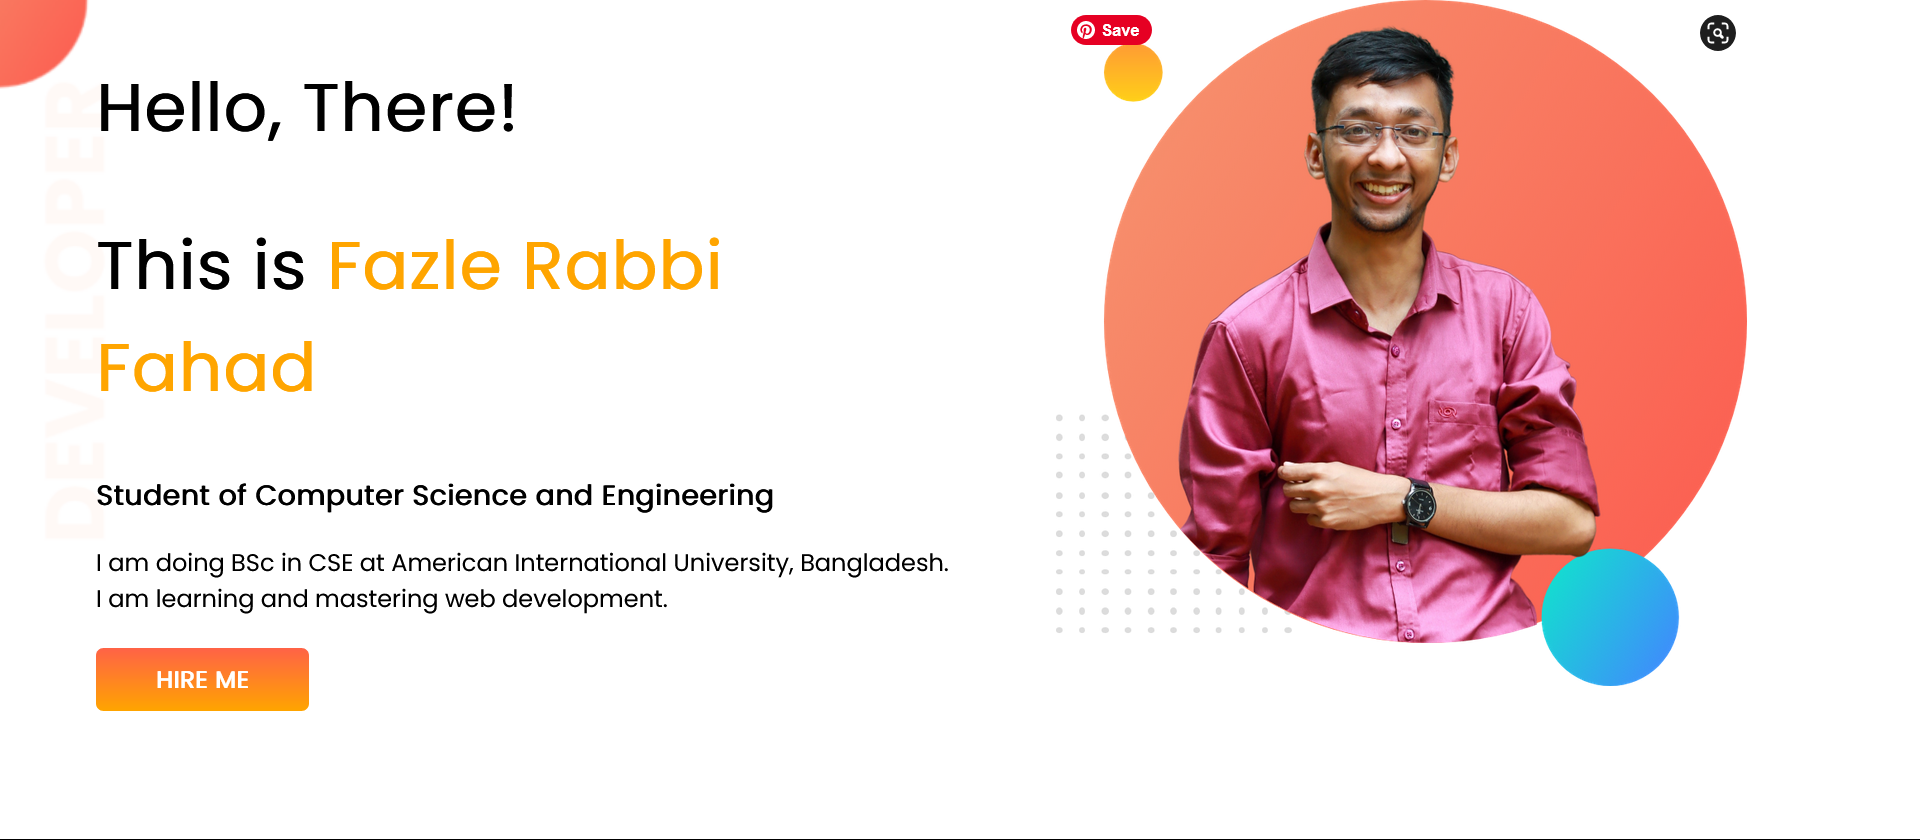 Save
Hello, There!
This is Fazle Rabbi
Fahad
DEVELOPER
Student of Computer Science and Engineering
I am doing BSc in CSE at American International University, Bangladesh.
I am learning and mastering web development.
HIRE ME